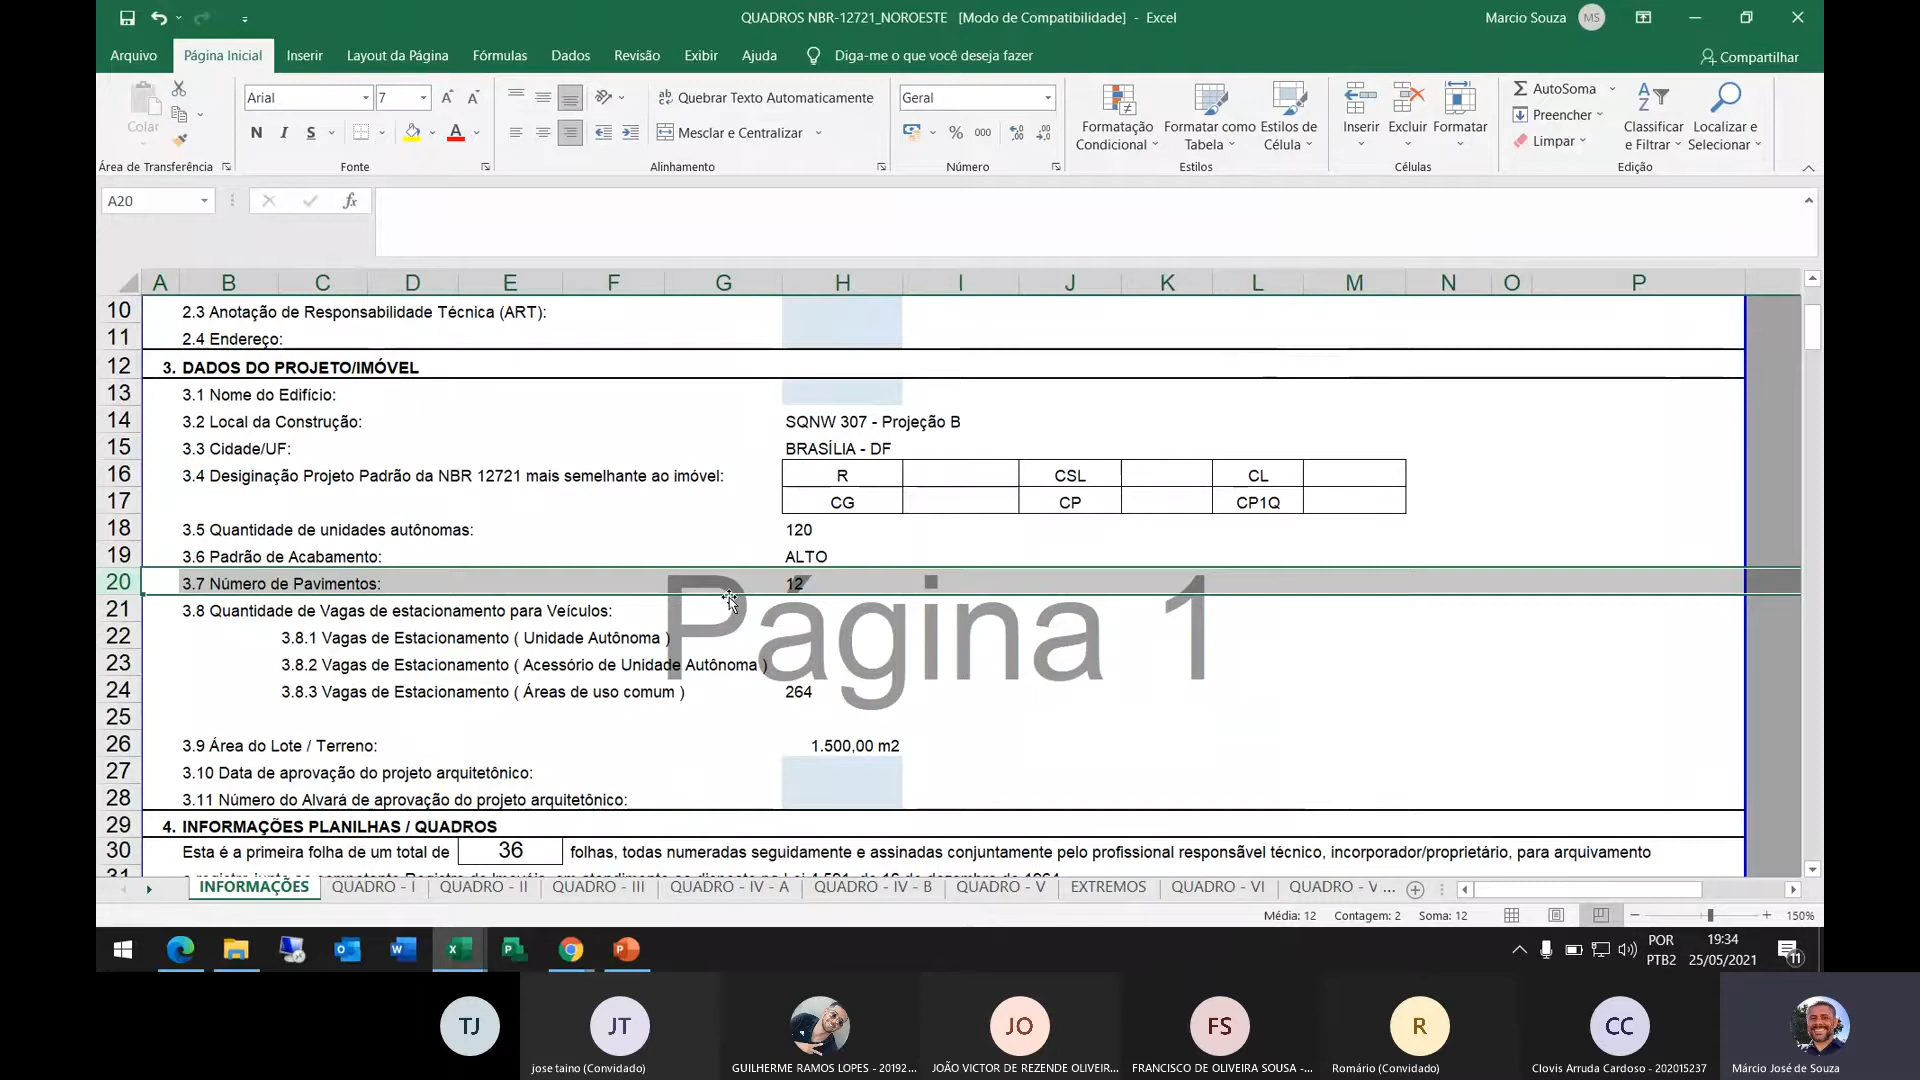 QUADROS NBR-12721_NOROESTE [Modo de Compatibilidade] - Excel
Marcio Souza MS
Arquivo Página Inicial Inserir Layout da Página Fórmulas Dados Revisão Exibir Ajuda Diga-me o que você deseja fazer Compartilhar
Colar
Área de Transferência
Arial 7
N I S
Fonte
Quebrar Texto Automaticamente
Mesclar e Centralizar
Alinhamento
Geral
% 000
Número
Formatação Condicional
Formatar como Tabela
Estilos de Célula
Estilos
Inserir Excluir Formatar
Células
AutoSoma
Preencher
Limpar
Classificar e Filtrar
Localizar e Selecionar
Edição
A20 fx
A B C D E F G H I J K L M N O P
10 2.3 Anotação de Responsabilidade Técnica (ART):
11 2.4 Endereço:
12 3. DADOS DO PROJETO/IMÓVEL
13 3.1 Nome do Edifício:
14 3.2 Local da Construção: SQNW 307 - Projeção B
15 3.3 Cidade/UF: BRASÍLIA - DF
16 3.4 Designação Projeto Padrão da NBR 12721 mais semelhante ao imóvel: R CSL CL
17 CG CP CP1Q
18 3.5 Quantidade de unidades autônomas: 120
19 3.6 Padrão de Acabamento: ALTO
20 3.7 Número de Pavimentos: 12
21 3.8 Quantidade de Vagas de estacionamento para Veículos:
Página 1
22 3.8.1 Vagas de Estacionamento ( Unidade Autônoma )
23 3.8.2 Vagas de Estacionamento ( Acessório de Unidade Autônoma )
24 3.8.3 Vagas de Estacionamento ( Áreas de uso comum ) 264
25
26 3.9 Área do Lote / Terreno: 1.500,00 m2
27 3.10 Data de aprovação do projeto arquitetônico:
28 3.11 Número do Alvará de aprovação do projeto arquitetônico:
29 4. INFORMAÇÕES PLANILHAS / QUADROS
30 Esta é a primeira folha de um total de 36 folhas, todas numeradas seguidamente e assinadas conjuntamente pelo profissional responsãvel técnico, incorporador/proprietário, para arquivamento
INFORMAÇÕES QUADRO - I QUADRO - II QUADRO - III QUADRO - IV - A QUADRO - IV - B QUADRO - V EXTREMOS QUADRO - VI QUADRO - V ...
Média: 12 Contagem: 2 Soma: 12 150%
POR 19:34
PTB2 25/05/2021 11
TJ JT JO FS R CC
jose taino (Convidado) GUILHERME RAMOS LOPES - 20192... JOÃO VICTOR DE REZENDE OLIVEIR... FRANCISCO DE OLIVEIRA SOUSA -... Romário (Convidado) Clovis Arruda Cardoso - 202015237 Márcio José de Souza